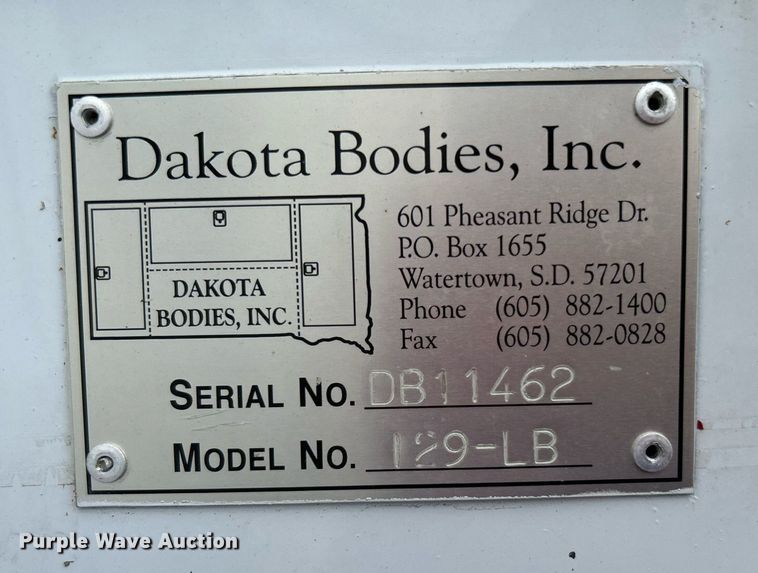 Dakota Bodies, Inc.
DAKOTA
BODIES, INC.
601 Pheasant Ridge Dr.
P.O. Box 1655
Watertown, S.D. 57201
Phone (605) 882-1400
Fax (605) 882-0828
SERIAL NO. DB11462
MODEL NO. 129-LB
Purple Wave Auction